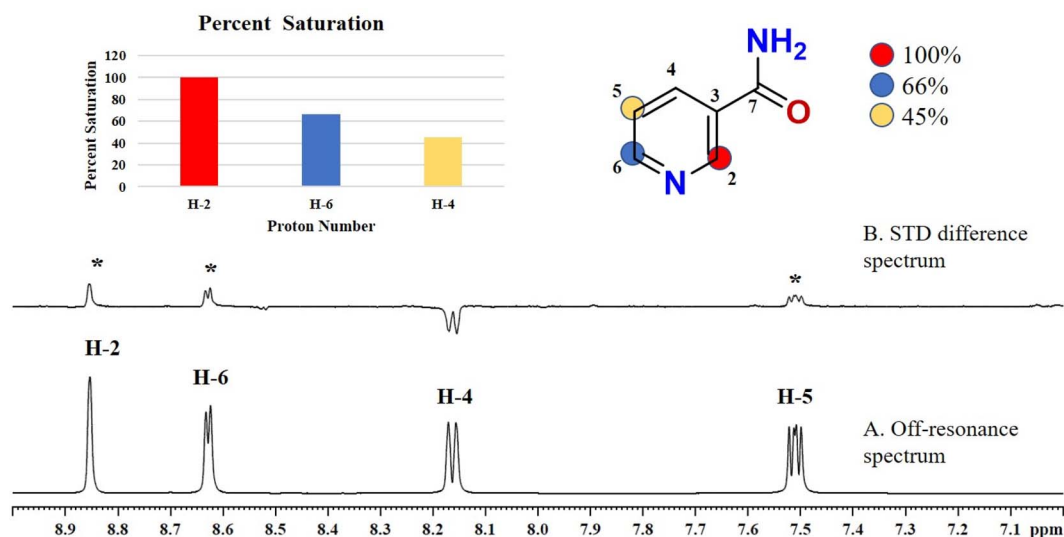 Percent Saturation
120
100
80
60
40
20
0
Percent Saturation
H-2
H-6
H-4
Proton Number
NH2
4
5
3
7
O
6
N
2
100%
66%
45%
B. STD difference
spectrum
*
*
*
H-2
H-6
H-4
H-5
A. Off-resonance
spectrum
8.9 8.8 8.7 8.6 8.5 8.4 8.3 8.2 8.1 8.0 7.9 7.8 7.7 7.6 7.5 7.4 7.3 7.2 7.1 ppm